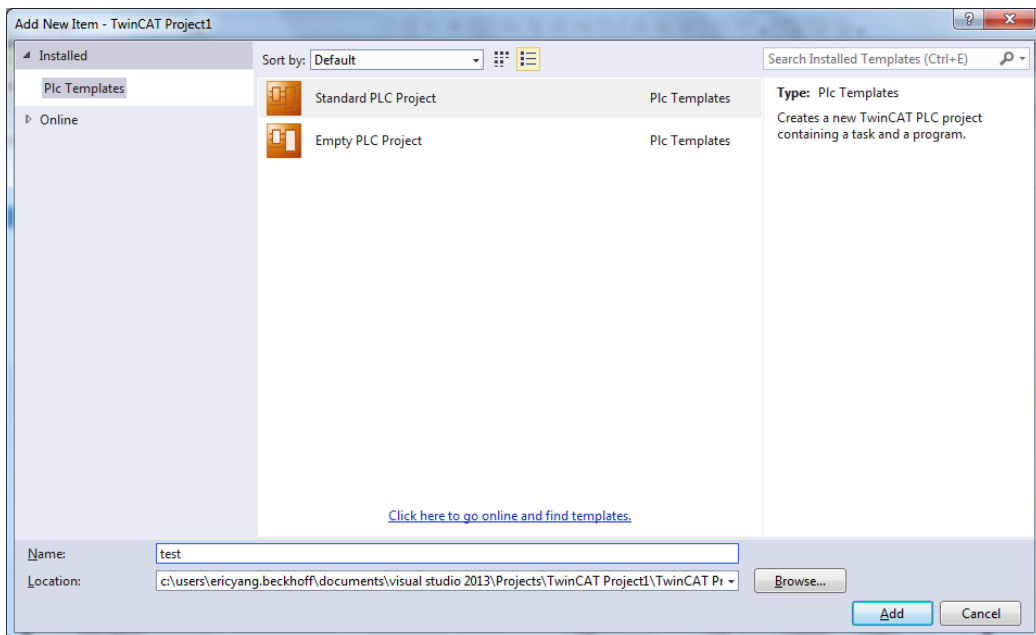 Add New Item - TwinCAT Project1
Installed
Plc Templates
Online
Sort by: Default
Search Installed Templates (Ctrl+E)
Standard PLC Project Plc Templates
Empty PLC Project Plc Templates
Type: Plc Templates
Creates a new TwinCAT PLC project
containing a task and a program.
Click here to go online and find templates.
Name: test
Location: c:\users\ericyang.beckhoff\documents\visual studio 2013\Projects\TwinCAT Project1\TwinCAT Pr
Browse...
Add Cancel